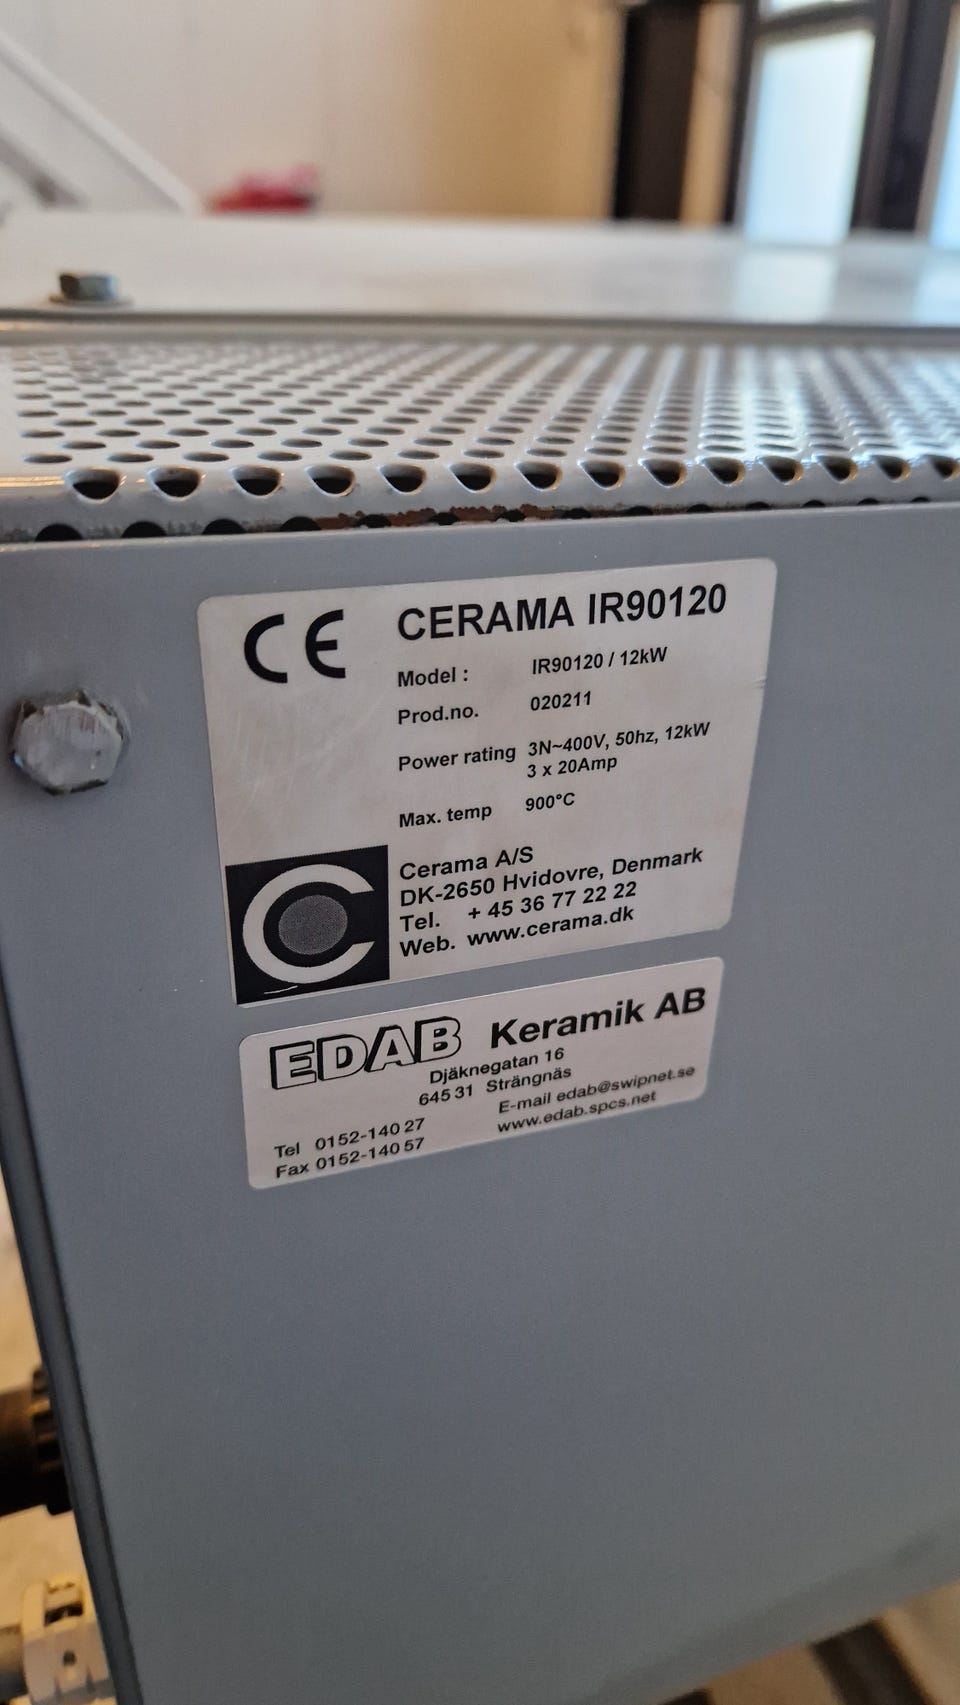 CE
CERAMA IR90120
Model : IR90120 / 12kW
Prod.no. 020211
Power rating 3N~400V, 50hz, 12kW
3 x 20Amp
Max. temp 900°C
Cerama A/S
DK-2650 Hvidovre, Denmark
Tel. + 45 36 77 22 22
Web. www.cerama.dk
EDAB Keramik AB
Djäknegatan 16
645 31 Strängnäs
E-mail edab@swipnet.se
www.edab.spcs.net
Tel 0152-140 27
Fax 0152-140 57